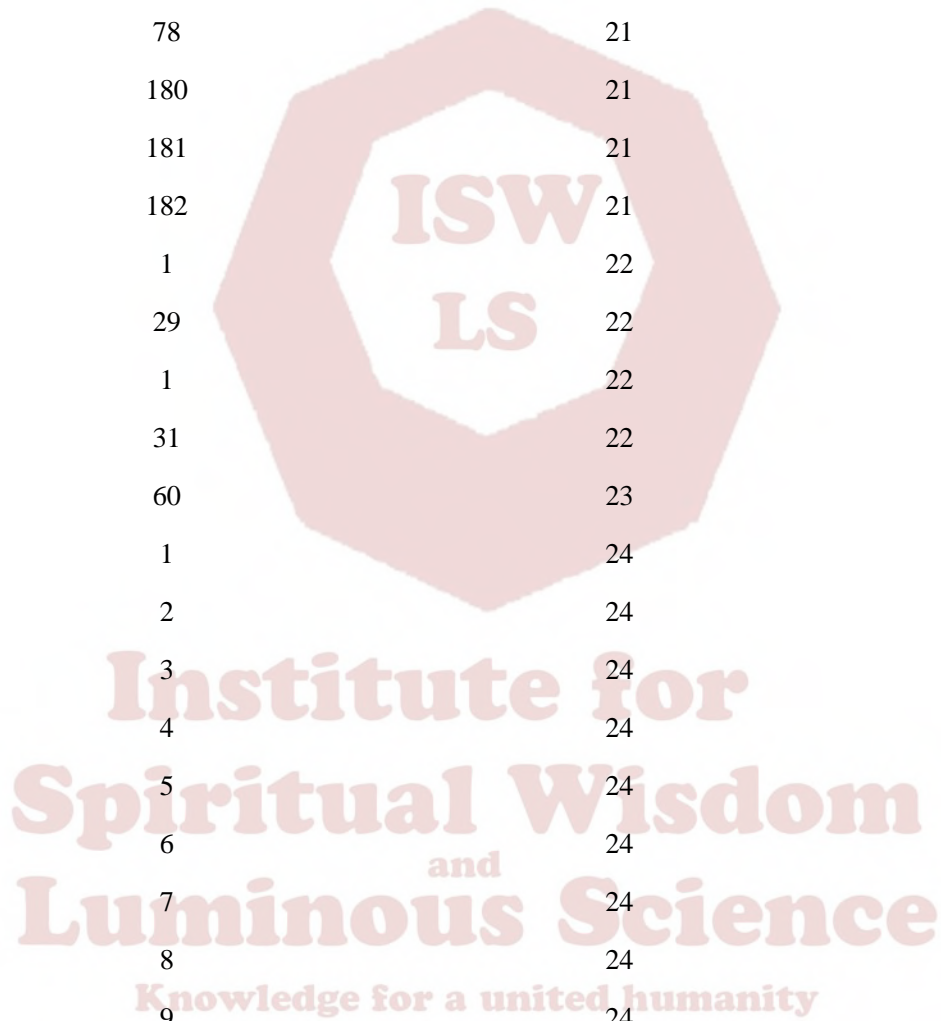 78 21
180 21
181 21
182 21
ISW
1 22
LS
29 22
1 22
31 22
60 23
1 24
2 24
Institute for
3 24
4 24
Spiritual Wisdom
5 24
6 24
and
Luminous Science
7 24
8 24
Knowledge for a united humanity
9 24